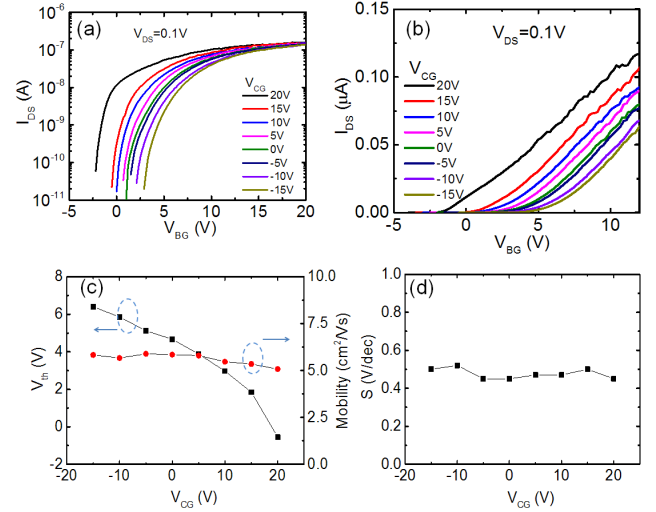 (a)
V_DS=0.1V
V_CG
20V
15V
10V
5V
0V
-5V
-10V
-15V
I_DS (A)
10⁻⁶
10⁻⁷
10⁻⁸
10⁻⁹
10⁻¹⁰
10⁻¹¹
-5 0 5 10 15 20
V_BG (V)
(b)
V_DS=0.1V
V_CG
20V
15V
10V
5V
0V
-5V
-10V
-15V
I_DS (µA)
0.15
0.10
0.05
0.00
-5 0 5 10
V_BG (V)
(c)
V_th (V)
8
6
4
2
0
-2
Mobility (cm²/Vs)
10.0
7.5
5.0
2.5
0.0
-20 -10 0 10 20
V_CG (V)
(d)
S (V/dec)
1.0
0.8
0.6
0.4
0.2
0.0
-20 -10 0 10 20
V_CG (V)